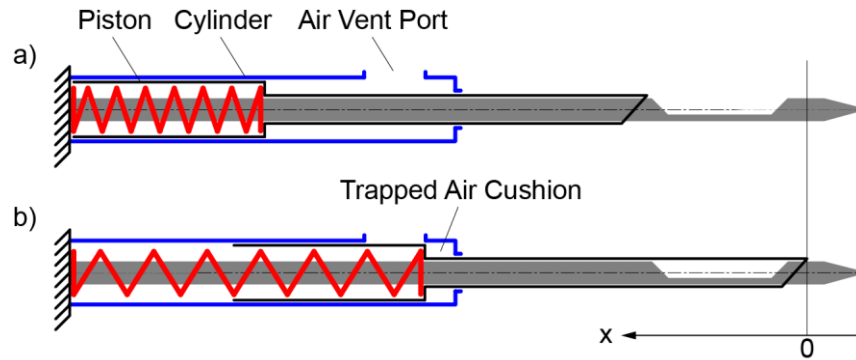 Piston Cylinder Air Vent Port
a)
Trapped Air Cushion
b)
x
0